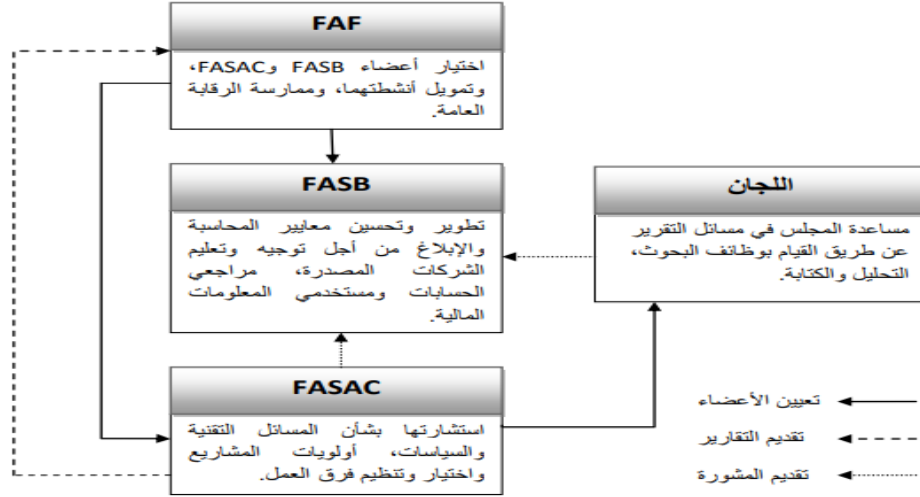 FAF
اختيار أعضاء FASB وFASAC،
وتمويل أنشطتهما، وممارسة الرقابة
العامة.
FASB
تطوير وتحسين معايير المحاسبة
والإبلاغ من أجل توجيه وتعليم
الشركات المصدرة، مراجعي
الحسابات ومستخدمي المعلومات
المالية.
اللجان
مساعدة المجلس في مسائل التقرير
عن طريق القيام بوظائف البحوث،
التحليل والكتابة.
FASAC
استشارتها بشأن المسائل التقنية
والسياسات، أولويات المشاريع
واختيار وتنظيم فرق العمل.
تعيين الأعضاء
تقديم التقارير
تقديم المشورة